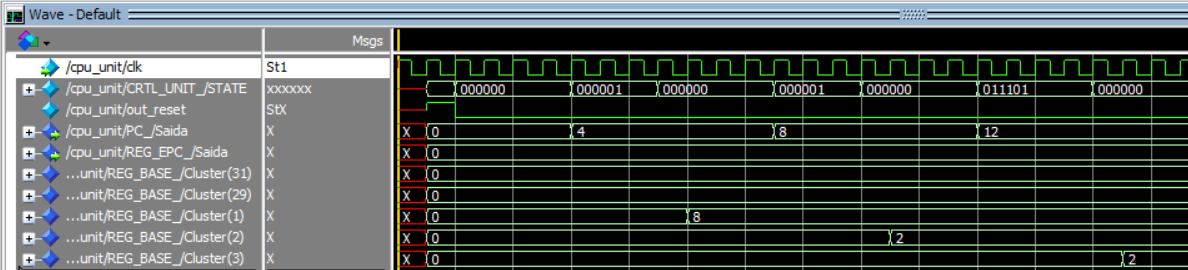 Wave - Default
Msgs
/cpu_unit/clk St1
/cpu_unit/CRTL_UNIT_/STATE xxxxxx 000000 000001 000000 000001 000000 011101 000000
/cpu_unit/out_reset StX
/cpu_unit/PC_/Saida X X 0 4 8 12
/cpu_unit/REG_EPC_/Saida X X 0
...unit/REG_BASE_/Cluster(31) X X 0
...unit/REG_BASE_/Cluster(29) X X 0
...unit/REG_BASE_/Cluster(1) X X 0 8
...unit/REG_BASE_/Cluster(2) X X 0 2
...unit/REG_BASE_/Cluster(3) X X 0 2